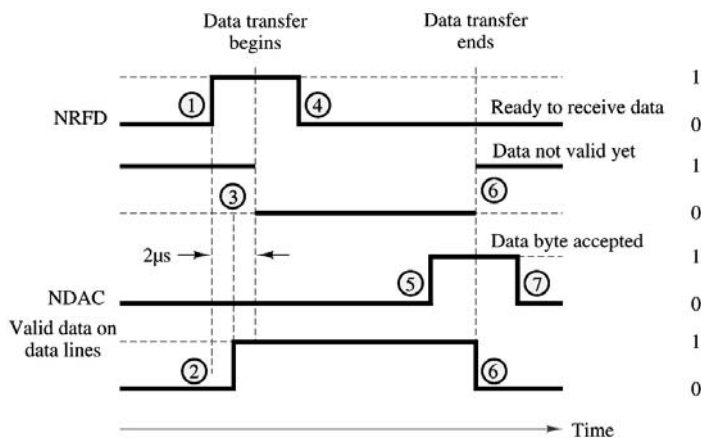 Data transfer
begins
Data transfer
ends
1
① ④
NRFD
Ready to receive data
0
Data not valid yet
1
③ ⑥
0
2μs
Data byte accepted
1
⑤ ⑦
NDAC
0
Valid data on
data lines
1
② ⑥
0
Time